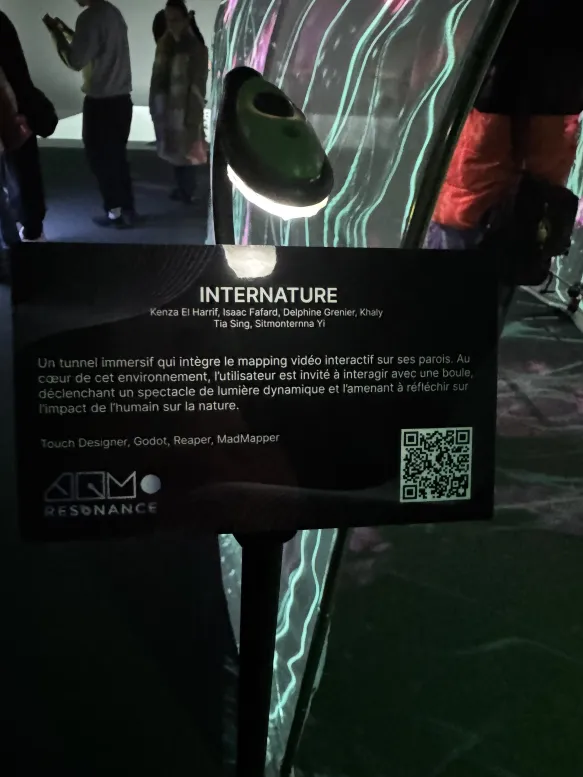 INTERNATURE
Kenza El Harrif, Isaac Fafard, Delphine Grenier, Khaly
Tia Sing, Sitmonternna Yi
Un tunnel immersif qui intègre le mapping vidéo interactif sur ses parois. Au
cœur de cet environnement, l'utilisateur est invité à interagir avec une boule,
déclenchant un spectacle de lumière dynamique et l'amenant à réfléchir sur
l'impact de l'humain sur la nature.
Touch Designer, Godot, Reaper, MadMapper
RESONANCE